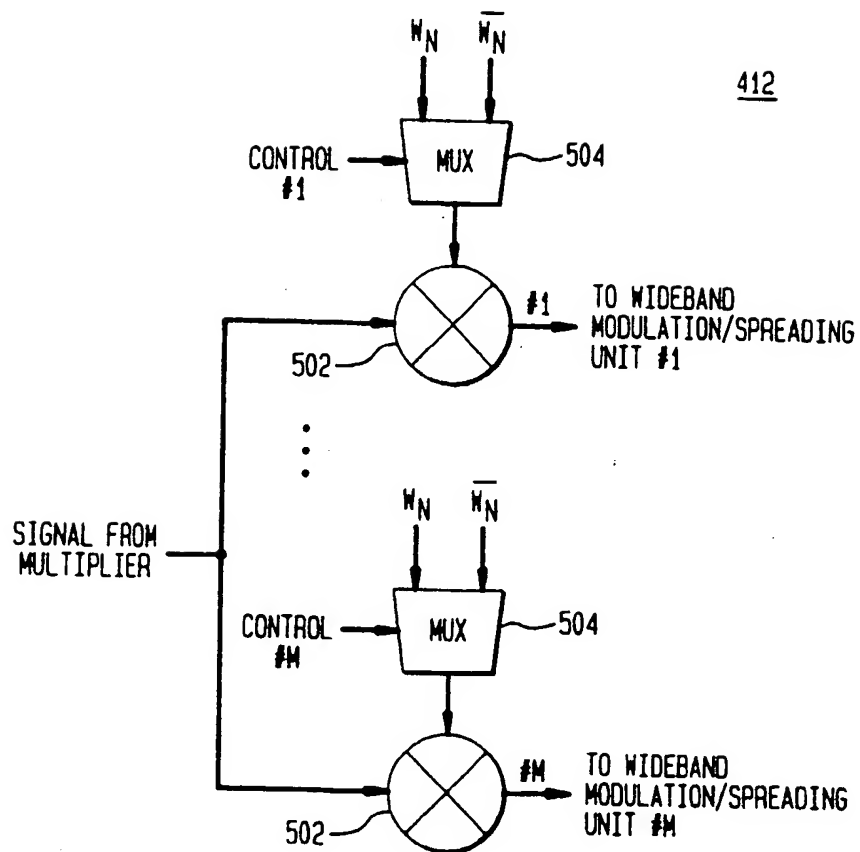 W_N  W̅_N̅
412
CONTROL
#1
MUX
504
#1
TO WIDEBAND
MODULATION/SPREADING
UNIT #1
502
W_N  W̅_N̅
SIGNAL FROM
MULTIPLIER
CONTROL
#M
MUX
504
#M
TO WIDEBAND
MODULATION/SPREADING
UNIT #M
502